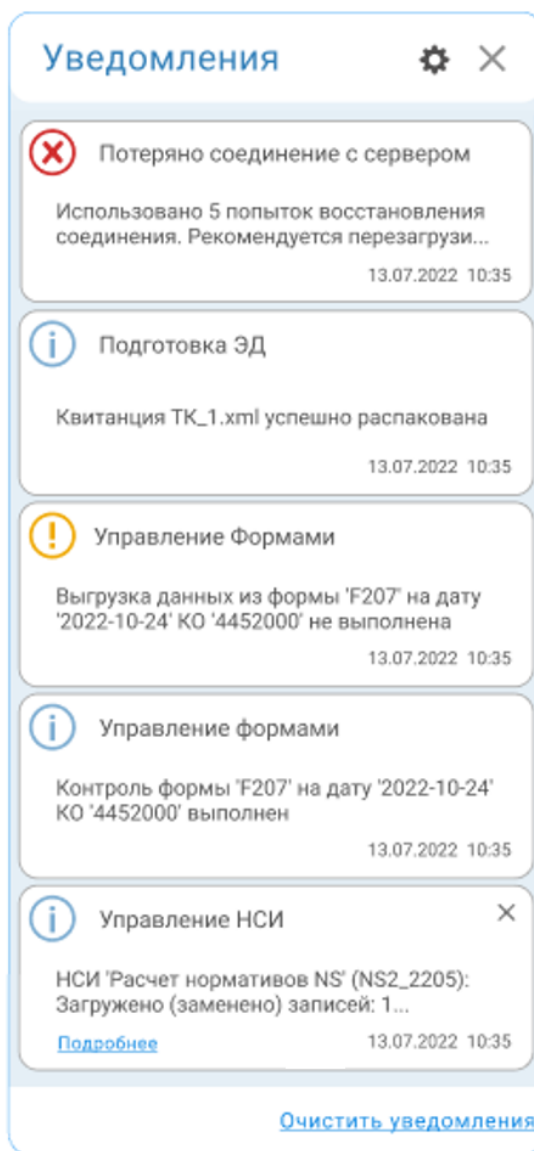 Уведомления
Потеряно соединение с сервером
Использовано 5 попыток восстановления
соединения. Рекомендуется перезагрузи...
13.07.2022 10:35
Подготовка ЭД
Квитанция TK_1.xml успешно распакована
13.07.2022 10:35
Управление Формами
Выгрузка данных из формы 'F207' на дату
'2022-10-24' КО '4452000' не выполнена
13.07.2022 10:35
Управление формами
Контроль формы 'F207' на дату '2022-10-24'
КО '4452000' выполнен
13.07.2022 10:35
Управление НСИ
НСИ 'Расчет нормативов NS' (NS2_2205):
Загружено (заменено) записей: 1...
Подробнее 13.07.2022 10:35
Очистить уведомления